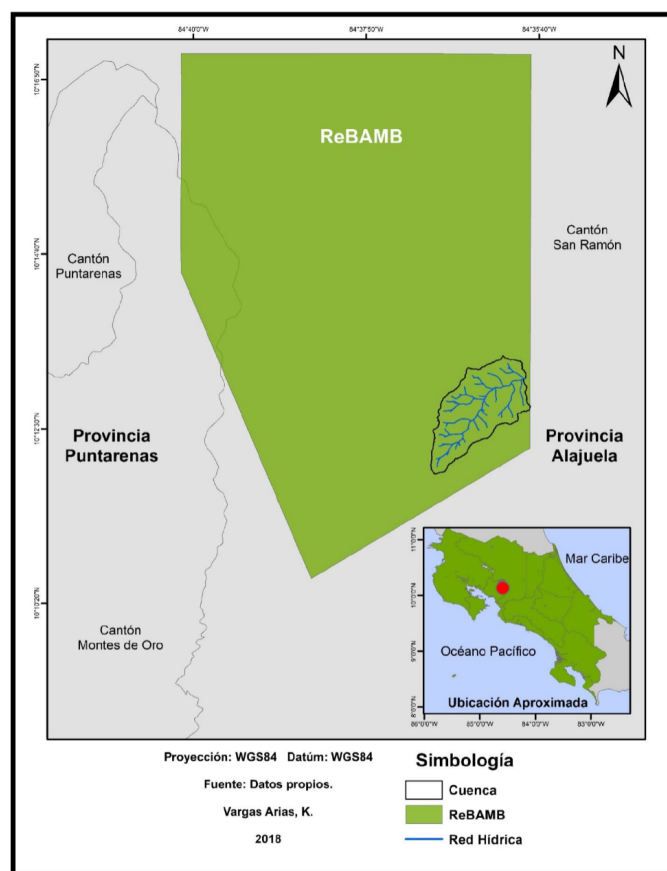 84°40'0"W 84°37'50"W 84°35'40"W
N
10°16'50"N
ReBAMB
Cantón
San Ramón
Cantón
Puntarenas
10°14'40"N
10°12'30"N
Provincia
Puntarenas
Provincia
Alajuela
10°10'20"N
Cantón
Montes de Oro
11°0'0"N
Mar Caribe
10°0'0"N
Océano Pacífico
9°0'0"N
Ubicación Aproximada
8°0'0"N
86°0'0"W 85°0'0"W 84°0'0"W 83°0'0"W
Proyección: WGS84 Datúm: WGS84
Fuente: Datos propios.
Vargas Arias, K.
2018
Simbología
Cuenca
ReBAMB
Red Hídrica